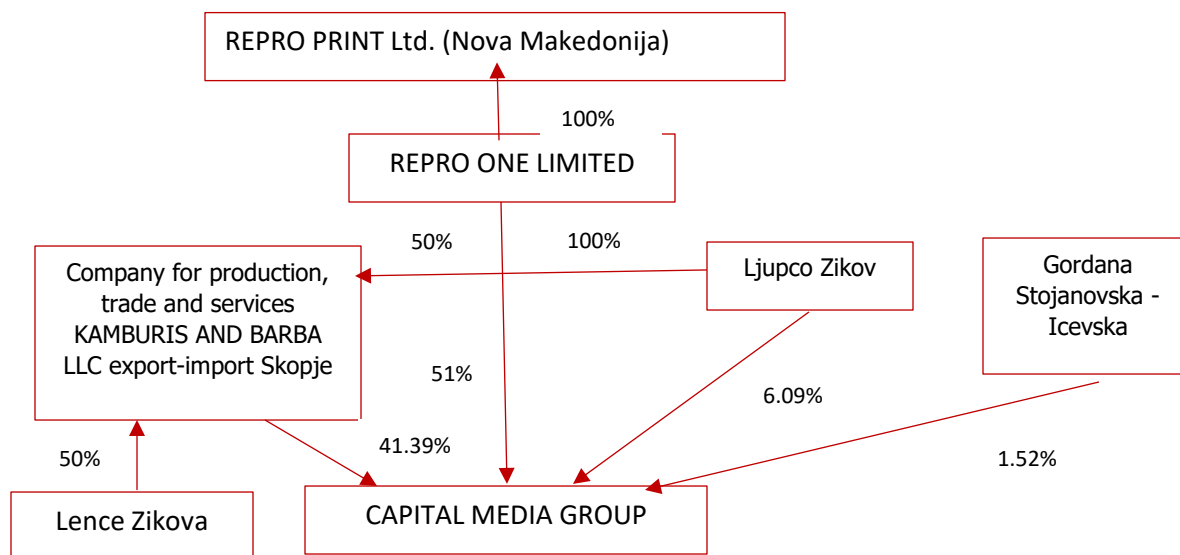 REPRO PRINT Ltd. (Nova Makedonija)
100%
REPRO ONE LIMITED
50%
100%
Company for production,
trade and services
KAMBURIS AND BARBA
LLC export-import Skopje
Ljupco Zikov
Gordana
Stojanovska -
Icevska
51%
6.09%
41.39%
50%
1.52%
Lence Zikova
CAPITAL MEDIA GROUP